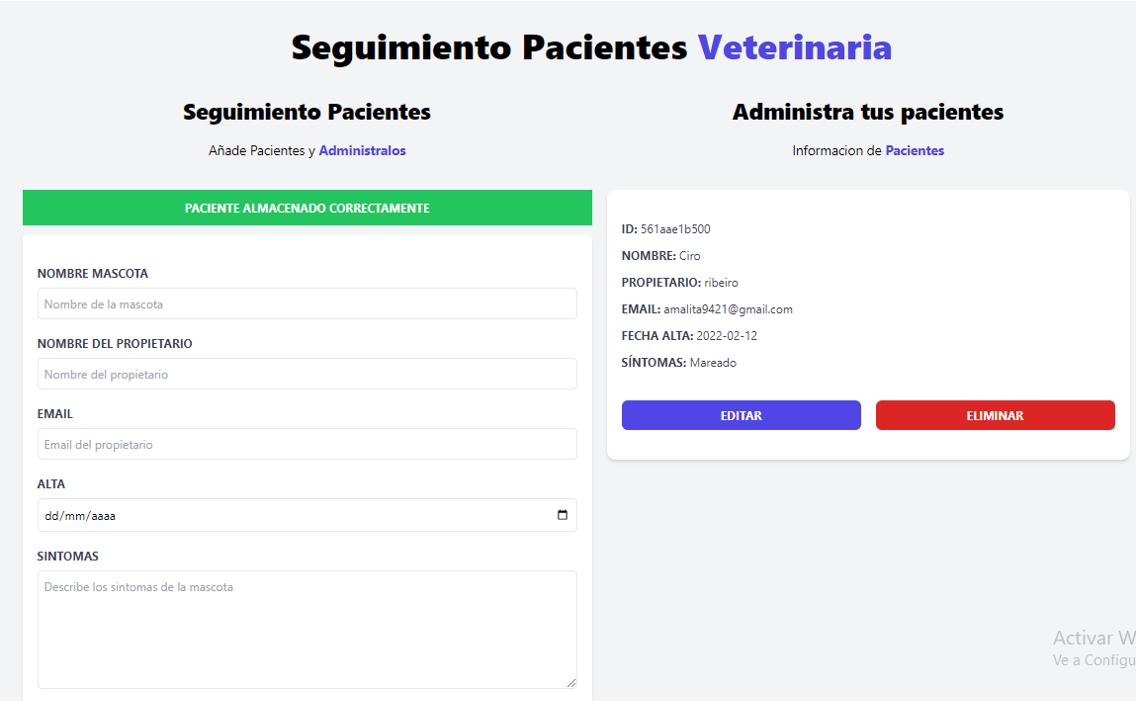 Seguimiento Pacientes Veterinaria
Seguimiento Pacientes
Añade Pacientes y Administralos
PACIENTE ALMACENADO CORRECTAMENTE
NOMBRE MASCOTA
Nombre de la mascota
NOMBRE DEL PROPIETARIO
Nombre del propietario
EMAIL
Email del propietario
ALTA
dd/mm/aaaa
SINTOMAS
Describe los sintomas de la mascota
Administra tus pacientes
Informacion de Pacientes
ID: 561aae1b500
NOMBRE: Ciro
PROPIETARIO: ribeiro
EMAIL: amalita9421@gmail.com
FECHA ALTA: 2022-02-12
SÍNTOMAS: Mareado
EDITAR
ELIMINAR
Activar W
Ve a Configu